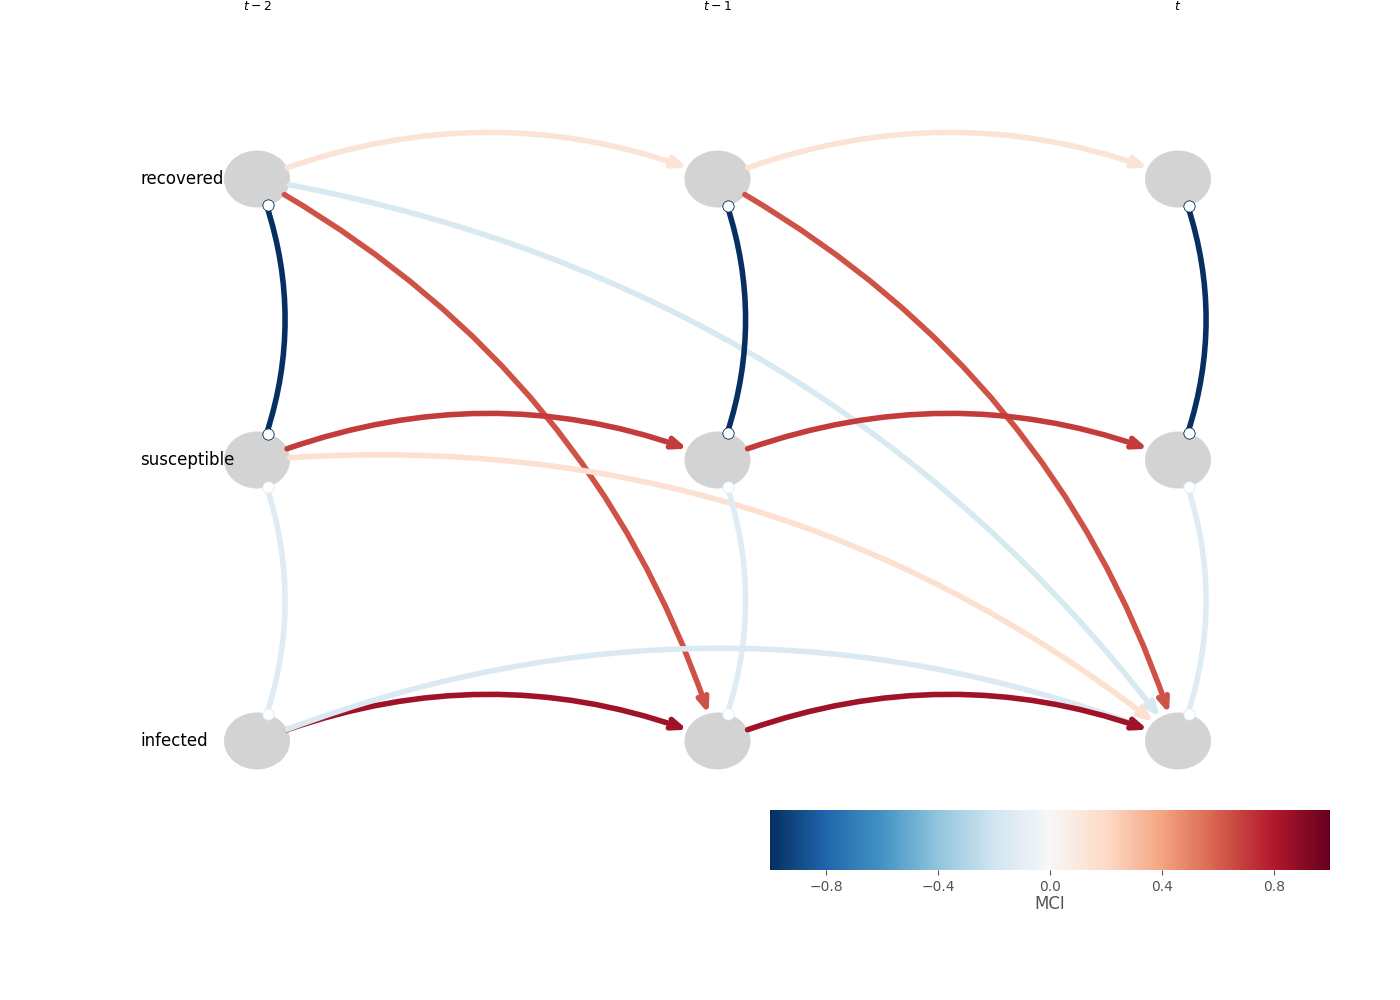 t − 2
t − 1
t
recovered
susceptible
infected
−0.8
−0.4
0.0
0.4
0.8
MCI